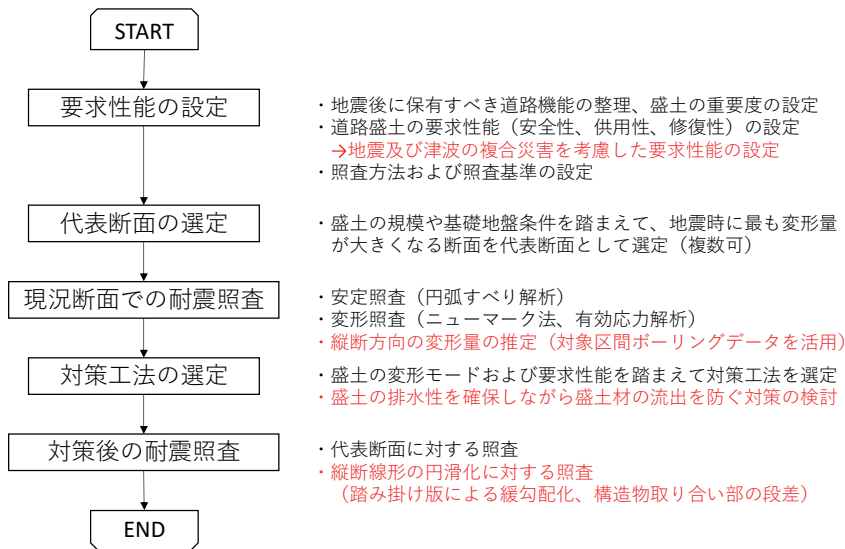 START
要求性能の設定
・地震後に保有すべき道路機能の整理、盛土の重要度の設定
・道路盛土の要求性能（安全性、供用性、修復性）の設定
→地震及び津波の複合災害を考慮した要求性能の設定
・照査方法および照査基準の設定
代表断面の選定
・盛土の規模や基礎地盤条件を踏まえて、地震時に最も変形量
が大きくなる断面を代表断面として選定（複数可）
現況断面での耐震照査
・安定照査（円弧すべり解析）
・変形照査（ニューマーク法、有効応力解析）
・縦断方向の変形量の推定（対象区間ボーリングデータを活用）
対策工法の選定
・盛土の変形モードおよび要求性能を踏まえて対策工法を選定
・盛土の排水性を確保しながら盛土材の流出を防ぐ対策の検討
対策後の耐震照査
・代表断面に対する照査
・縦断線形の円滑化に対する照査
（踏み掛け版による緩勾配化、構造物取り合い部の段差）
END